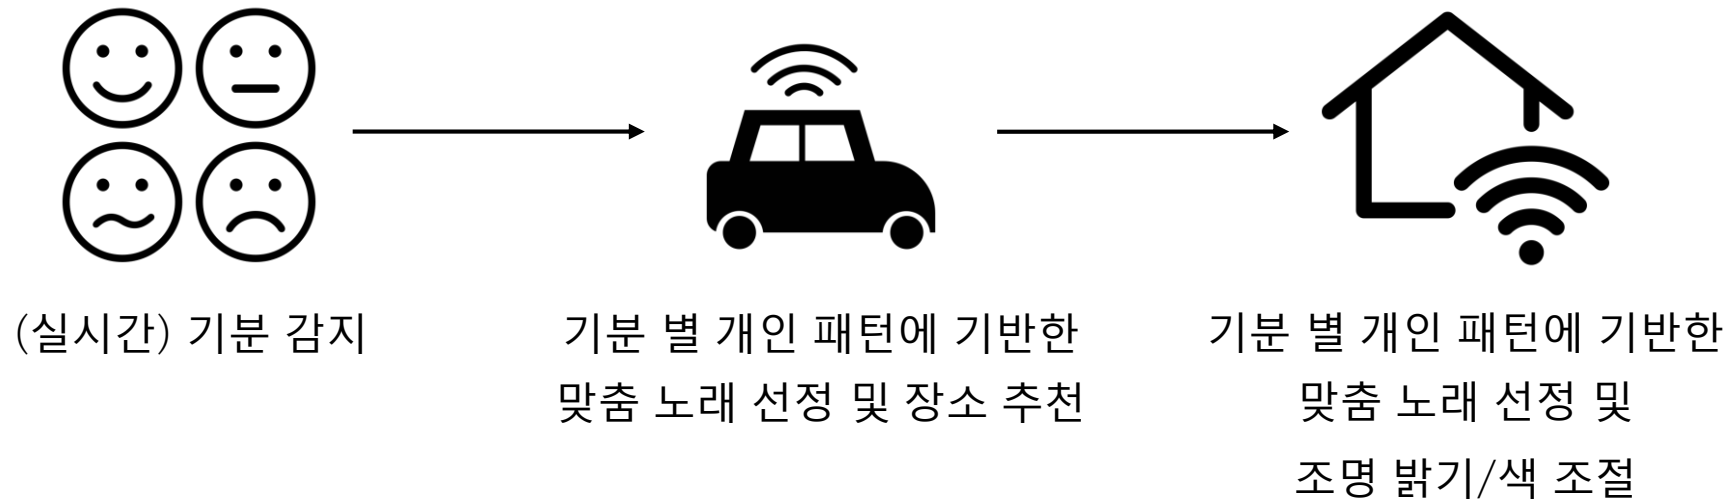 (실시간) 기분 감지
기분 별 개인 패턴에 기반한
맞춤 노래 선정 및 장소 추천
기분 별 개인 패턴에 기반한
맞춤 노래 선정 및
조명 밝기/색 조절